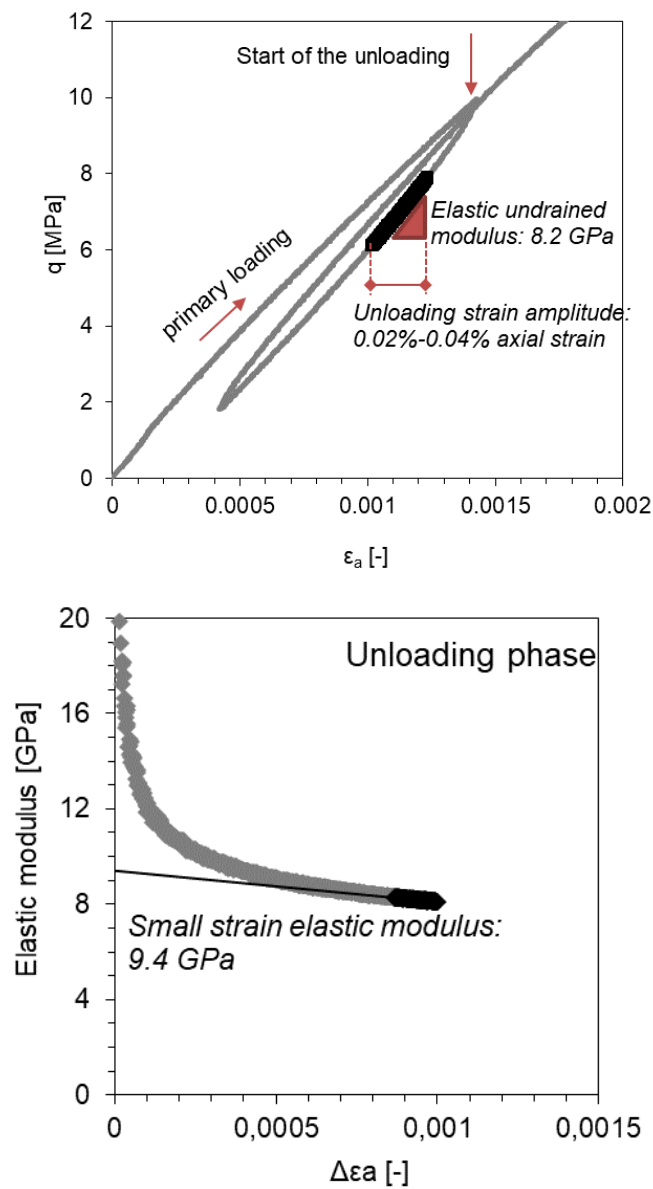 12
10
8
6
4
2
0
q [MPa]
Start of the unloading
primary loading
Elastic undrained
modulus: 8.2 GPa
Unloading strain amplitude:
0.02%-0.04% axial strain
0
0.0005
0.001
0.0015
0.002
εa [-]
20
16
12
8
4
0
Elastic modulus [GPa]
Unloading phase
Small strain elastic modulus:
9.4 GPa
0
0,0005
0,001
0,0015
Δεa [-]